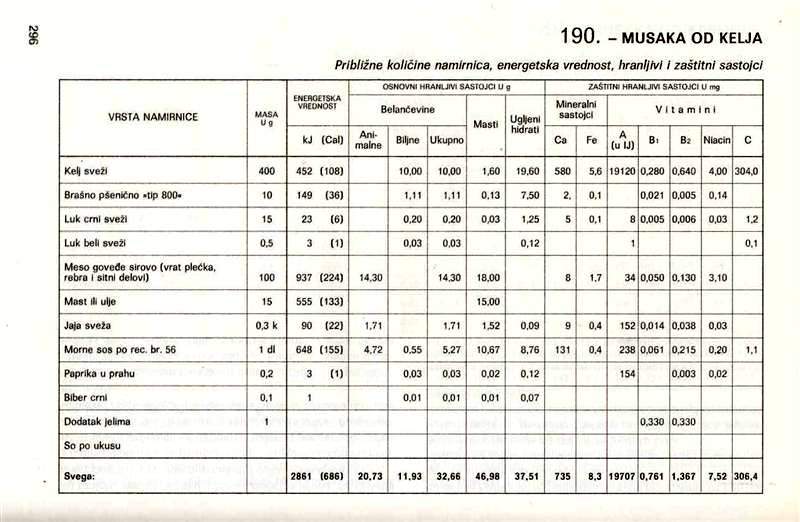 296
190. – MUSAKA OD KELJA
Približne količine namirnica, energetska vrednost, hranljivi i zaštitni sastojci
VRSTA NAMIRNICE MASA U g ENERGETSKA VREDNOST OSNOVNI HRANLJIVI SASTOJCI U g ZAŠTITNI HRANLJIVI SASTOJCI U mg
Belančevine Masti Ugljeni hidrati Mineralni sastojci Vitamini
kJ (Cal) Ani-malne Biljne Ukupno Ca Fe A (u IJ) B1 B2 Niacin C
Kelj sveži 400 452 (108) 10,00 10,00 1,60 19,60 580 5,6 19120 0,280 0,640 4,00 304,0
Brašno pšenično »tip 800« 10 149 (36) 1,11 1,11 0,13 7,50 2, 0,1 0,021 0,005 0,14
Luk crni sveži 15 23 (6) 0,20 0,20 0,03 1,25 5 0,1 8 0,005 0,006 0,03 1,2
Luk beli sveži 0,5 3 (1) 0,03 0,03 0,12 1 0,1
Meso goveđe sirovo (vrat plećka,
rebra i sitni delovi) 100 937 (224) 14,30 14,30 18,00 8 1,7 34 0,050 0,130 3,10
Mast ili ulje 15 555 (133) 15,00
Jaja sveža 0,3 k 90 (22) 1,71 1,71 1,52 0,09 9 0,4 152 0,014 0,038 0,03
Morne sos po rec. br. 56 1 dl 648 (155) 4,72 0,55 5,27 10,67 8,76 131 0,4 238 0,061 0,215 0,20 1,1
Paprika u prahu 0,2 3 (1) 0,03 0,03 0,02 0,12 154 0,003 0,02
Biber crni 0,1 1 0,01 0,01 0,01 0,07
Dodatak jelima 1 0,330 0,330
So po ukusu
Svega: 2861 (686) 20,73 11,93 32,66 46,98 37,51 735 8,3 19707 0,761 1,367 7,52 306,4